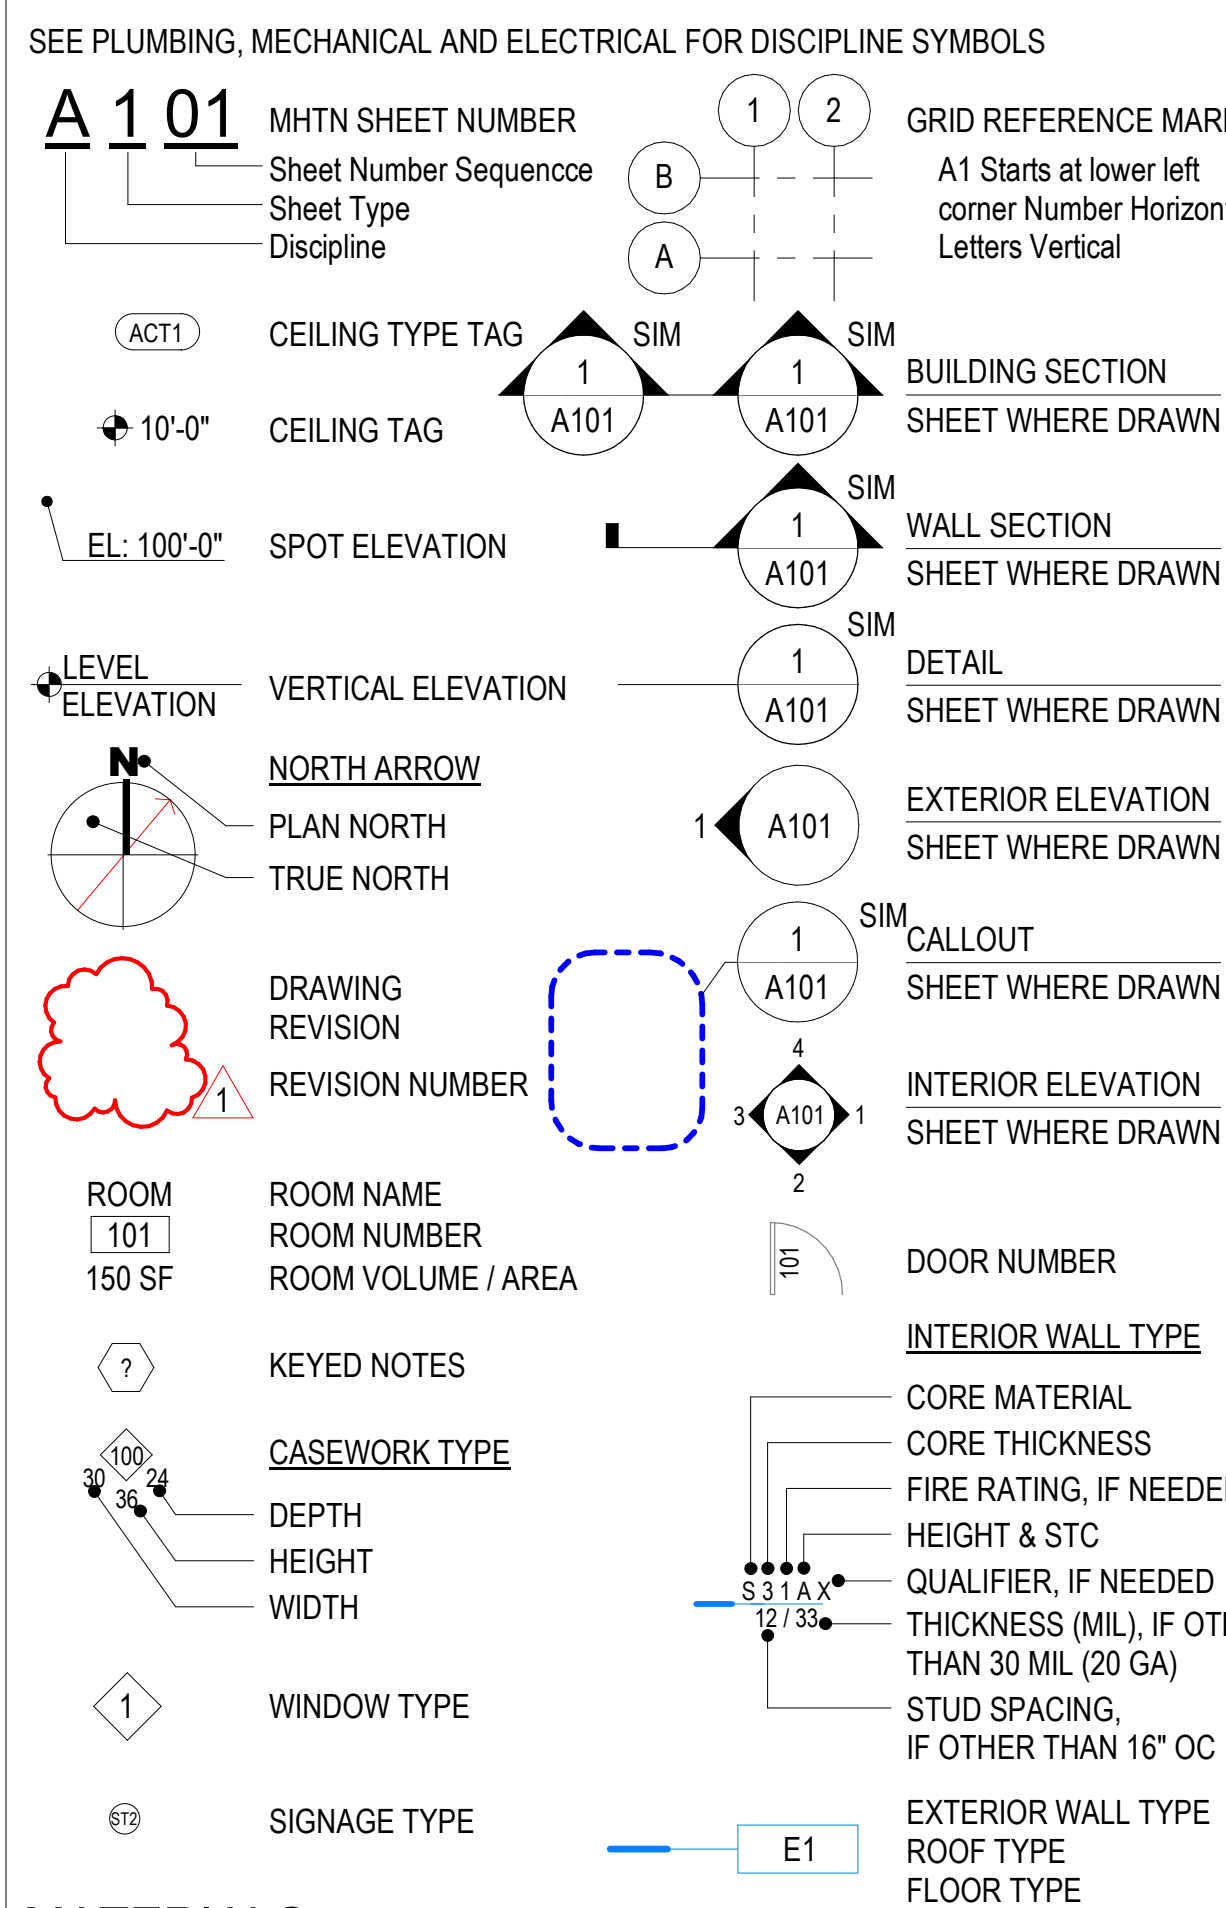 SEE PLUMBING, MECHANICAL AND ELECTRICAL FOR DISCIPLINE SYMBOLS
A 1 01
MHTN SHEET NUMBER
Sheet Number Sequencce
Sheet Type
Discipline
1 2
B
A
GRID REFERENCE
A1 Starts at lower left
corner Number
Letters Vertical
ACT1
CEILING TYPE TAG
10'-0"
CEILING TAG
EL: 100'-0"
SPOT ELEVATION
LEVEL
ELEVATION
VERTICAL ELEVATION
N
NORTH ARROW
PLAN NORTH
TRUE NORTH
DRAWING
REVISION
1
REVISION NUMBER
ROOM
101
150 SF
ROOM NAME
ROOM NUMBER
ROOM VOLUME / AREA
?
KEYED NOTES
100
30
24
36
CASEWORK TYPE
DEPTH
HEIGHT
WIDTH
1
WINDOW TYPE
ST2
SIGNAGE TYPE
SIM
1
A101
SIM
1
A101
BUILDING SECTION
SHEET WHERE DRAWN
SIM
1
A101
WALL SECTION
SHEET WHERE DRAWN
SIM
1
A101
DETAIL
SHEET WHERE DRAWN
1
A101
EXTERIOR ELEVATION
SHEET WHERE DRAWN
SIM
1
A101
CALLOUT
SHEET WHERE DRAWN
4
3 A101 1
2
INTERIOR ELEVATION
SHEET WHERE DRAWN
101
DOOR NUMBER
INTERIOR WALL TYPE
CORE MATERIAL
CORE THICKNESS
FIRE RATING, IF
HEIGHT & STC
S 3 1 A X
QUALIFIER, IF NEEDED
12 / 33
THICKNESS (MIL), IF
THAN 30 MIL (20 GA)
STUD SPACING,
IF OTHER THAN 16" OC
E1
EXTERIOR WALL TYPE
ROOF TYPE
FLOOR TYPE